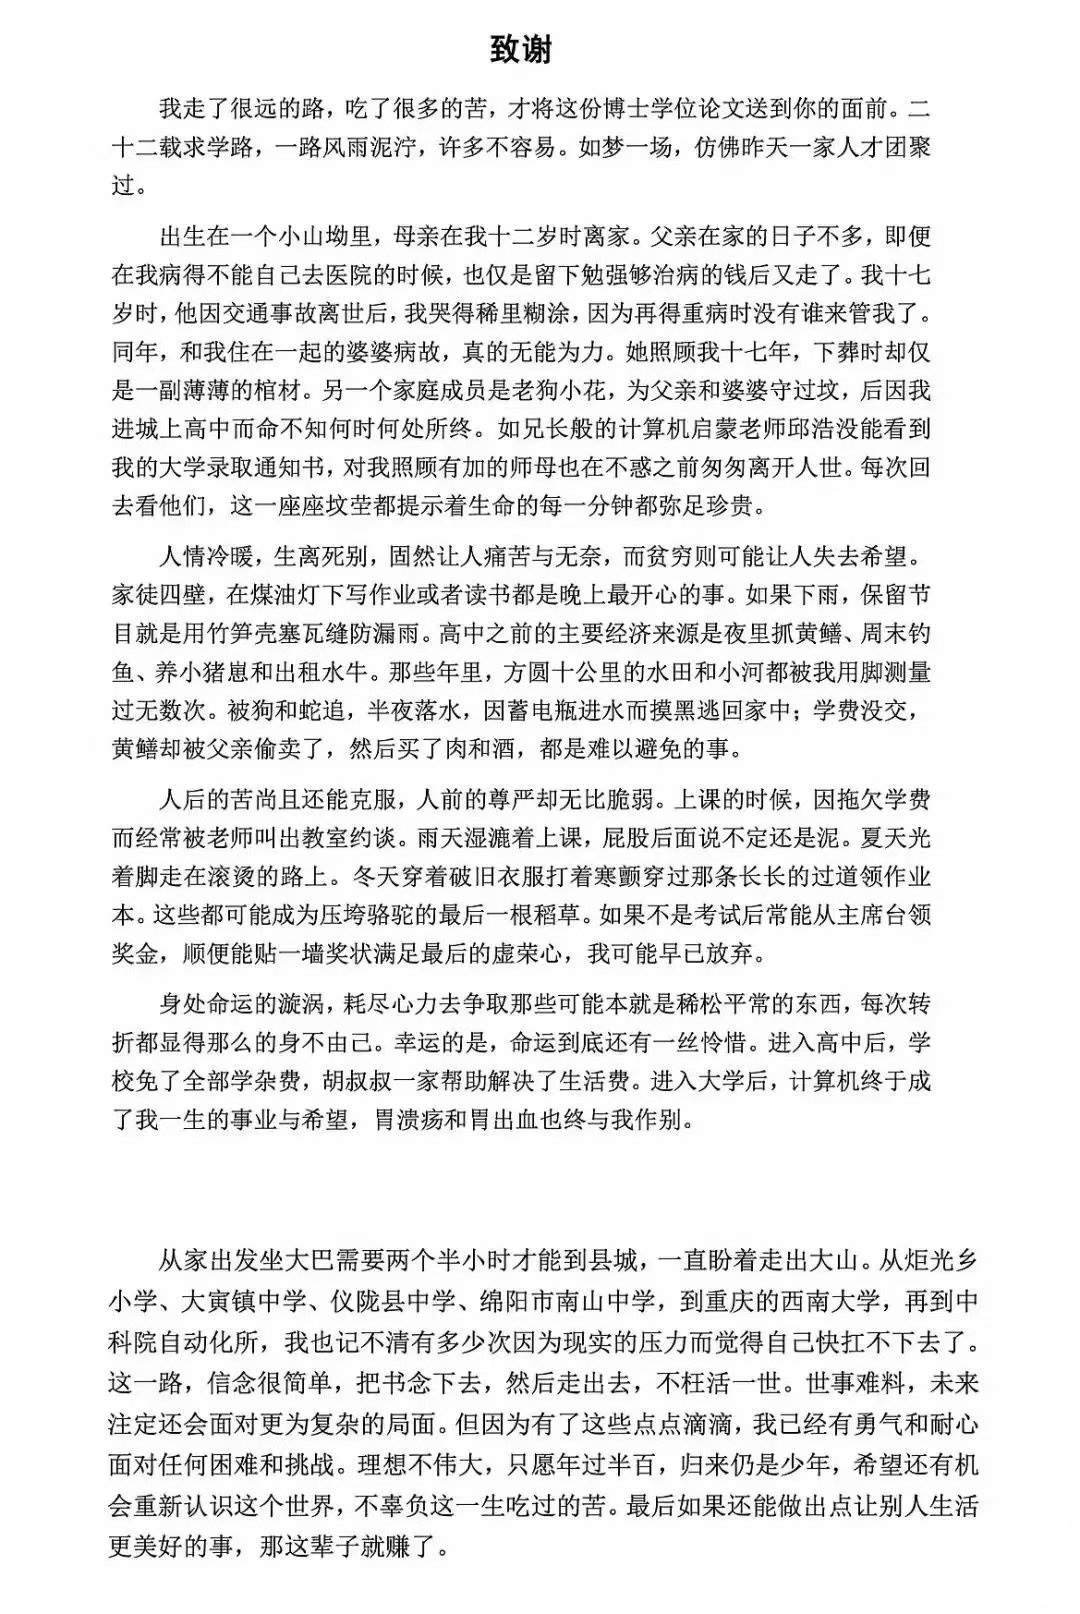 致谢
我走了很远的路，吃了很多的苦，才将这份博士学位论文送到你的面前。二
十二载求学路，一路风雨泥泞，许多不容易。如梦一场，仿佛昨天一家人才团聚
过。
出生在一个小山坳里，母亲在我十二岁时离家。父亲在家的日子不多，即便
在我病得不能自己去医院的时候，也仅是留下勉强够治病的钱后又走了。我十七
岁时，他因交通事故离世后，我哭得稀里糊涂，因为再得重病时没有谁来管我了。
同年，和我住在一起的婆婆病故，真的无能为力。她照顾我十七年，下葬时却仅
是一副薄薄的棺材。另一个家庭成员是老狗小花，为父亲和婆婆守过坟，后因我
进城上高中而命不知何时何处所终。如兄长般的计算机启蒙老师邱浩没能看到
我的大学录取通知书，对我照顾有加的师母也在不惑之前匆匆离开人世。每次回
去看他们，这一座座坟茔都提示着生命的每一分钟都弥足珍贵。
人情冷暖，生离死别，固然让人痛苦与无奈，而贫穷则可能让人失去希望。
家徒四壁，在煤油灯下写作业或者读书都是晚上最开心的事。如果下雨，保留节
目就是用竹笋壳塞瓦缝防漏雨。高中之前的主要经济来源是夜里抓黄鳝、周末钓
鱼、养小猪崽和出租水牛。那些年里，方圆十公里的水田和小河都被我用脚测量
过无数次。被狗和蛇追，半夜落水，因蓄电瓶进水而摸黑逃回家中；学费没交，
黄鳝却被父亲偷卖了，然后买了肉和酒，都是难以避免的事。
人后的苦尚且还能克服，人前的尊严却无比脆弱。上课的时候，因拖欠学费
而经常被老师叫出教室约谈。雨天湿漉着上课，屁股后面说不定还是泥。夏天光
着脚走在滚烫的路上。冬天穿着破旧衣服打着寒颤穿过那条长长的过道领作业
本。这些都可能成为压垮骆驼的最后一根稻草。如果不是考试后常能从主席台领
奖金，顺便能贴一墙奖状满足最后的虚荣心，我可能早已放弃。
身处命运的漩涡，耗尽心力去争取那些可能本就是稀松平常的东西，每次转
折都显得那么的身不由己。幸运的是，命运到底还有一丝怜惜。进入高中后，学
校免了全部学杂费，胡叔叔一家帮助解决了生活费。进入大学后，计算机终于成
了我一生的事业与希望，胃溃疡和胃出血也终与我作别。
从家出发坐大巴需要两个半小时才能到县城，一直盼着走出大山。从炬光乡
小学、大寅镇中学、仪陇县中学、绵阳市南山中学，到重庆的西南大学，再到中
科院自动化所，我也记不清有多少次因为现实的压力而觉得自己快扛不下去了。
这一路，信念很简单，把书念下去，然后走出去，不枉活一世。世事难料，未来
注定还会面对更为复杂的局面。但因为有了这些点点滴滴，我已经有勇气和耐心
面对任何困难和挑战。理想不伟大，只愿年过半百，归来仍是少年，希望还有机
会重新认识这个世界，不辜负这一生吃过的苦。最后如果还能做出点让别人生活
更美好的事，那这辈子就赚了。